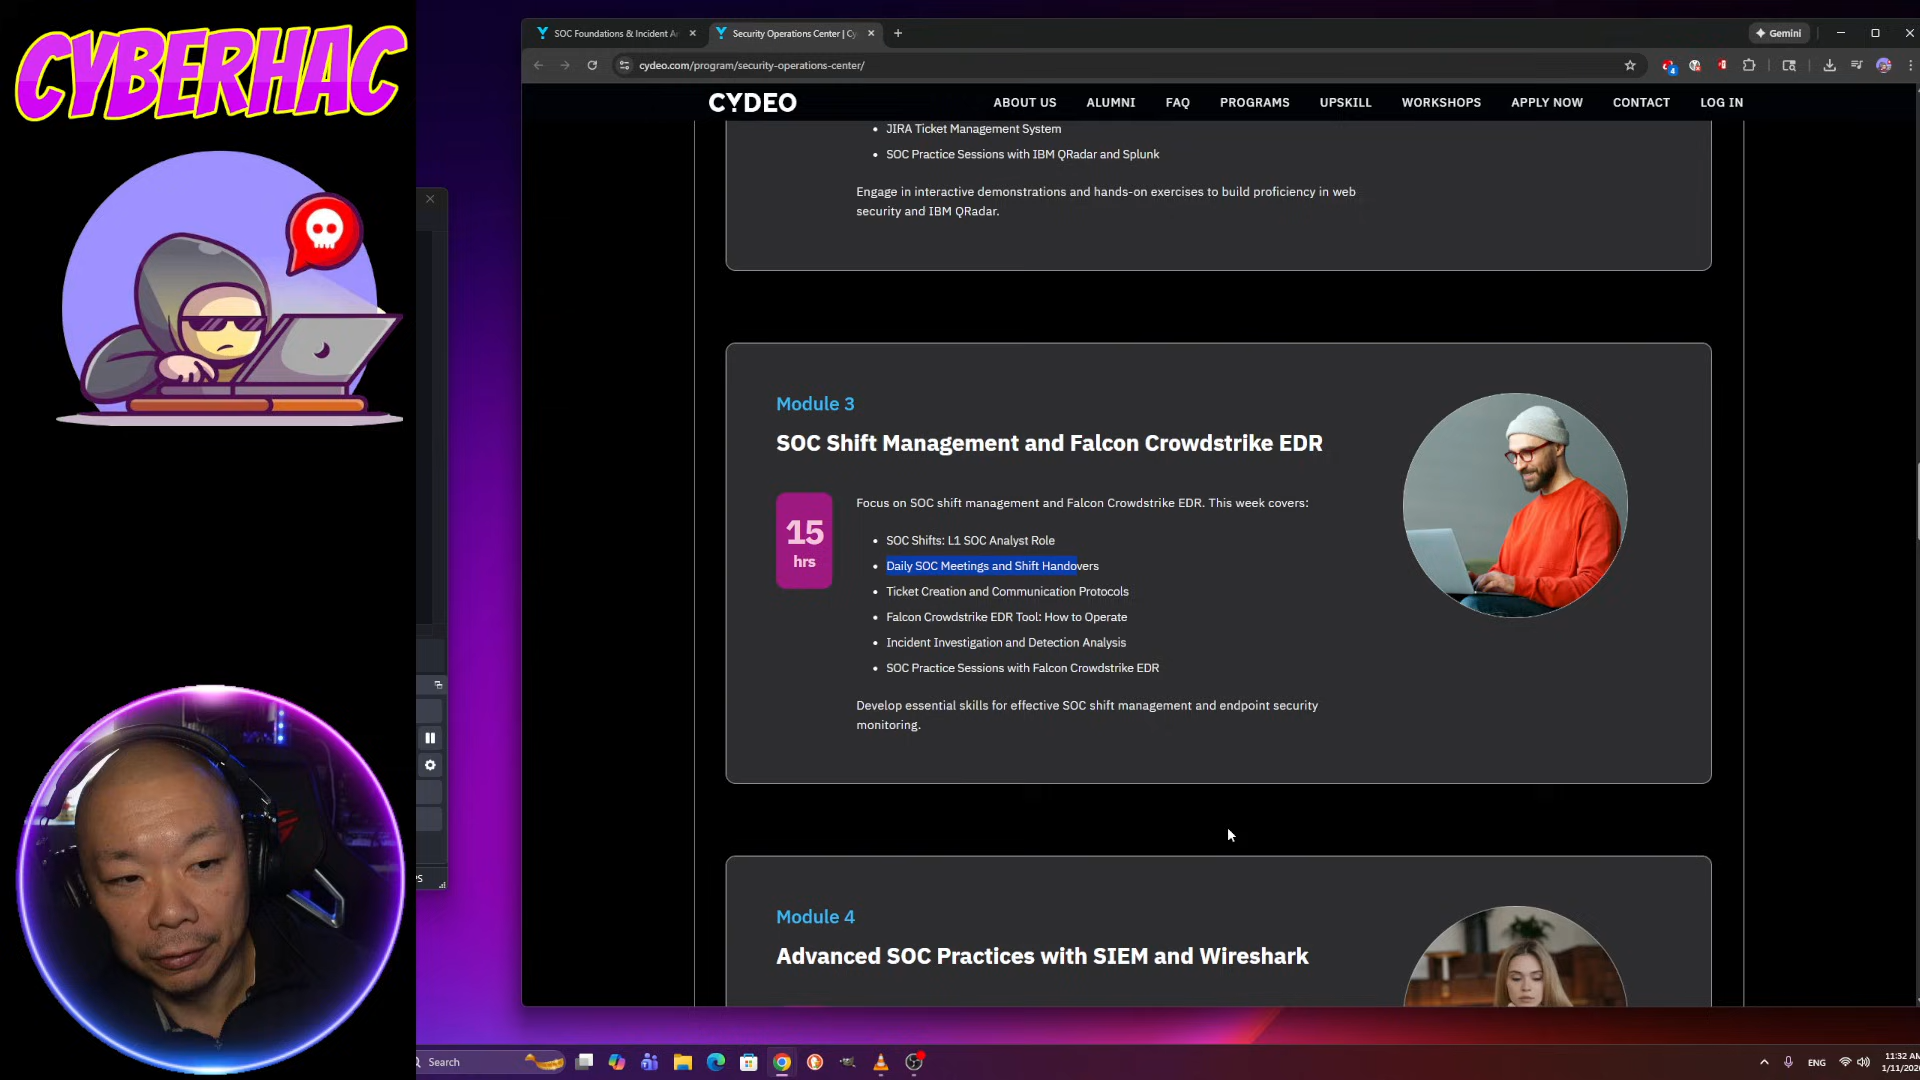 CYBERHAC
SOC Foundations & Incident A
Security Operations Center | Cy
Gemini
cydeo.com/program/security-operations-center/
4
CYDEO
ABOUT US
ALUMNI
FAQ
PROGRAMS
UPSKILL
WORKSHOPS
APPLY NOW
CONTACT
LOG IN
JIRA Ticket Management System
SOC Practice Sessions with IBM QRadar and Splunk
Engage in interactive demonstrations and hands-on exercises to build proficiency in web
security and IBM QRadar.
Module 3
SOC Shift Management and Falcon Crowdstrike EDR
15
hrs
Focus on SOC shift management and Falcon Crowdstrike EDR. This week covers:
SOC Shifts: L1 SOC Analyst Role
Daily SOC Meetings and Shift Handovers
Ticket Creation and Communication Protocols
Falcon Crowdstrike EDR Tool: How to Operate
Incident Investigation and Detection Analysis
SOC Practice Sessions with Falcon Crowdstrike EDR
Develop essential skills for effective SOC shift management and endpoint security
monitoring.
Module 4
Advanced SOC Practices with SIEM and Wireshark
Search
ENG
11:32 AM